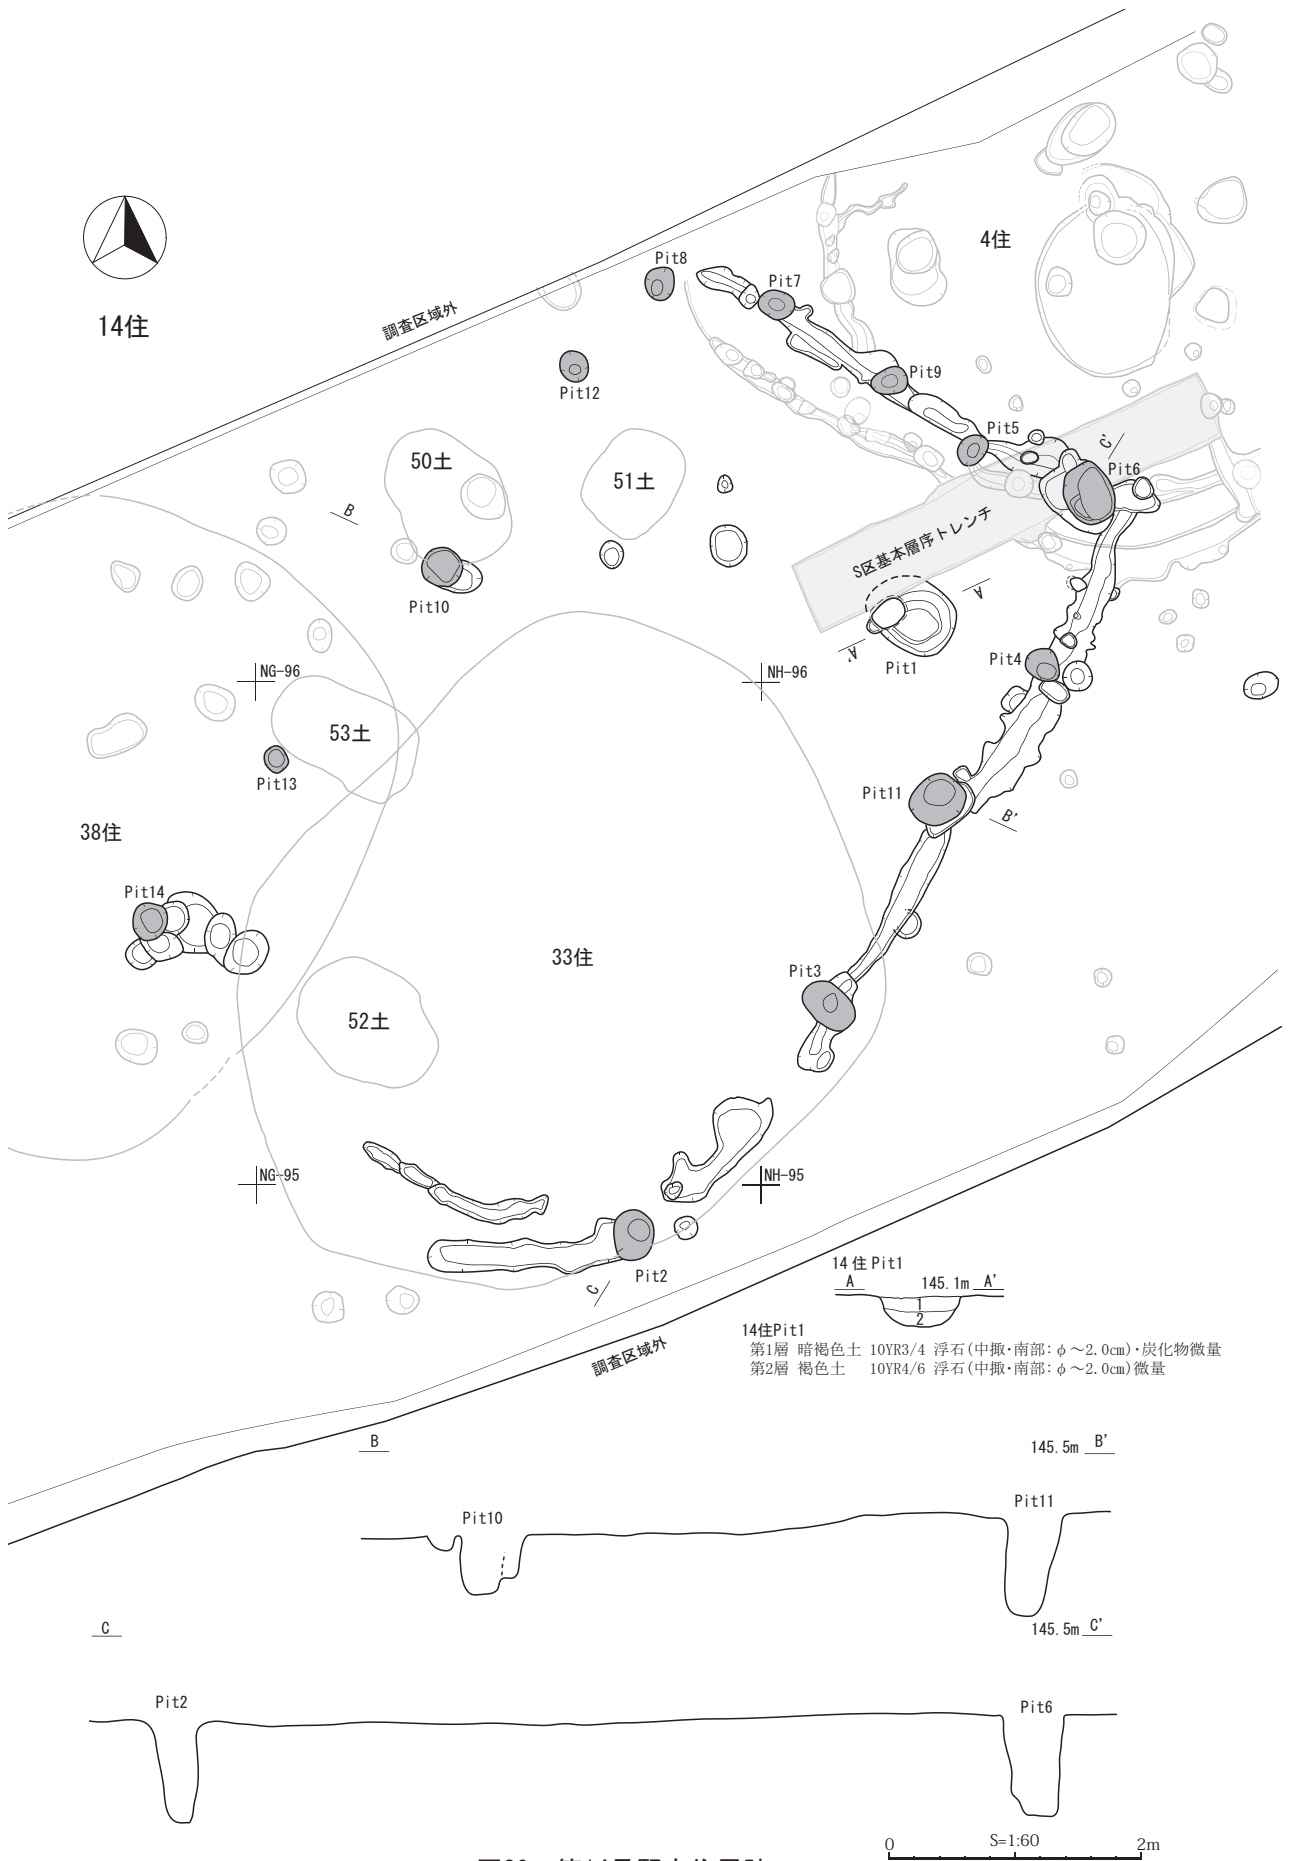 14住
調査区域外
Pit8
Pit7
4住
Pit12
Pit9
Pit5
C'
Pit6
50土
51土
B
S区基本層序トレンチ
Pit10
A
A'
Pit1
Pit4
NG-96
NH-96
53土
Pit13
Pit11
B'
38住
Pit14
33住
Pit3
52土
NG-95
NH-95
Pit2
C
調査区域外
14住Pit1
A 145.1m A'
1
2
14住Pit1
第1層 暗褐色土 10YR3/4 浮石(中掫・南部:φ～2.0㎝)・炭化物微量
第2層 褐色土 10YR4/6 浮石(中掫・南部:φ～2.0㎝)微量
B 145.5m B'
Pit10 Pit11
C 145.5m C'
Pit2 Pit6
0 S=1:60 2m